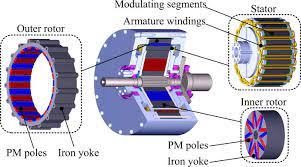 Modulating segments
Stator
Armature windings
Outer rotor
Inner rotor
PM poles
Iron yoke
PM poles
Iron yoke